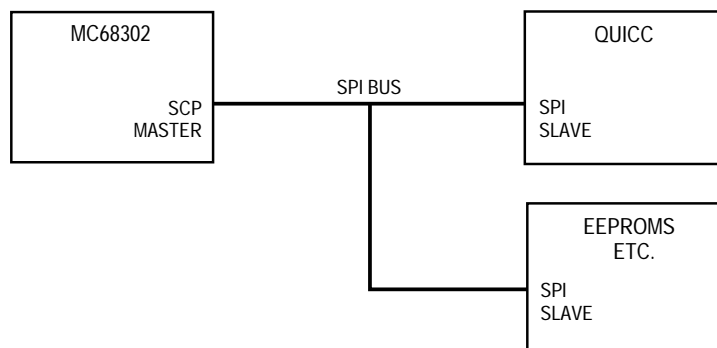 MC68302
SCP
MASTER
SPI BUS
QUICC
SPI
SLAVE
EEPROMS
ETC.
SPI
SLAVE